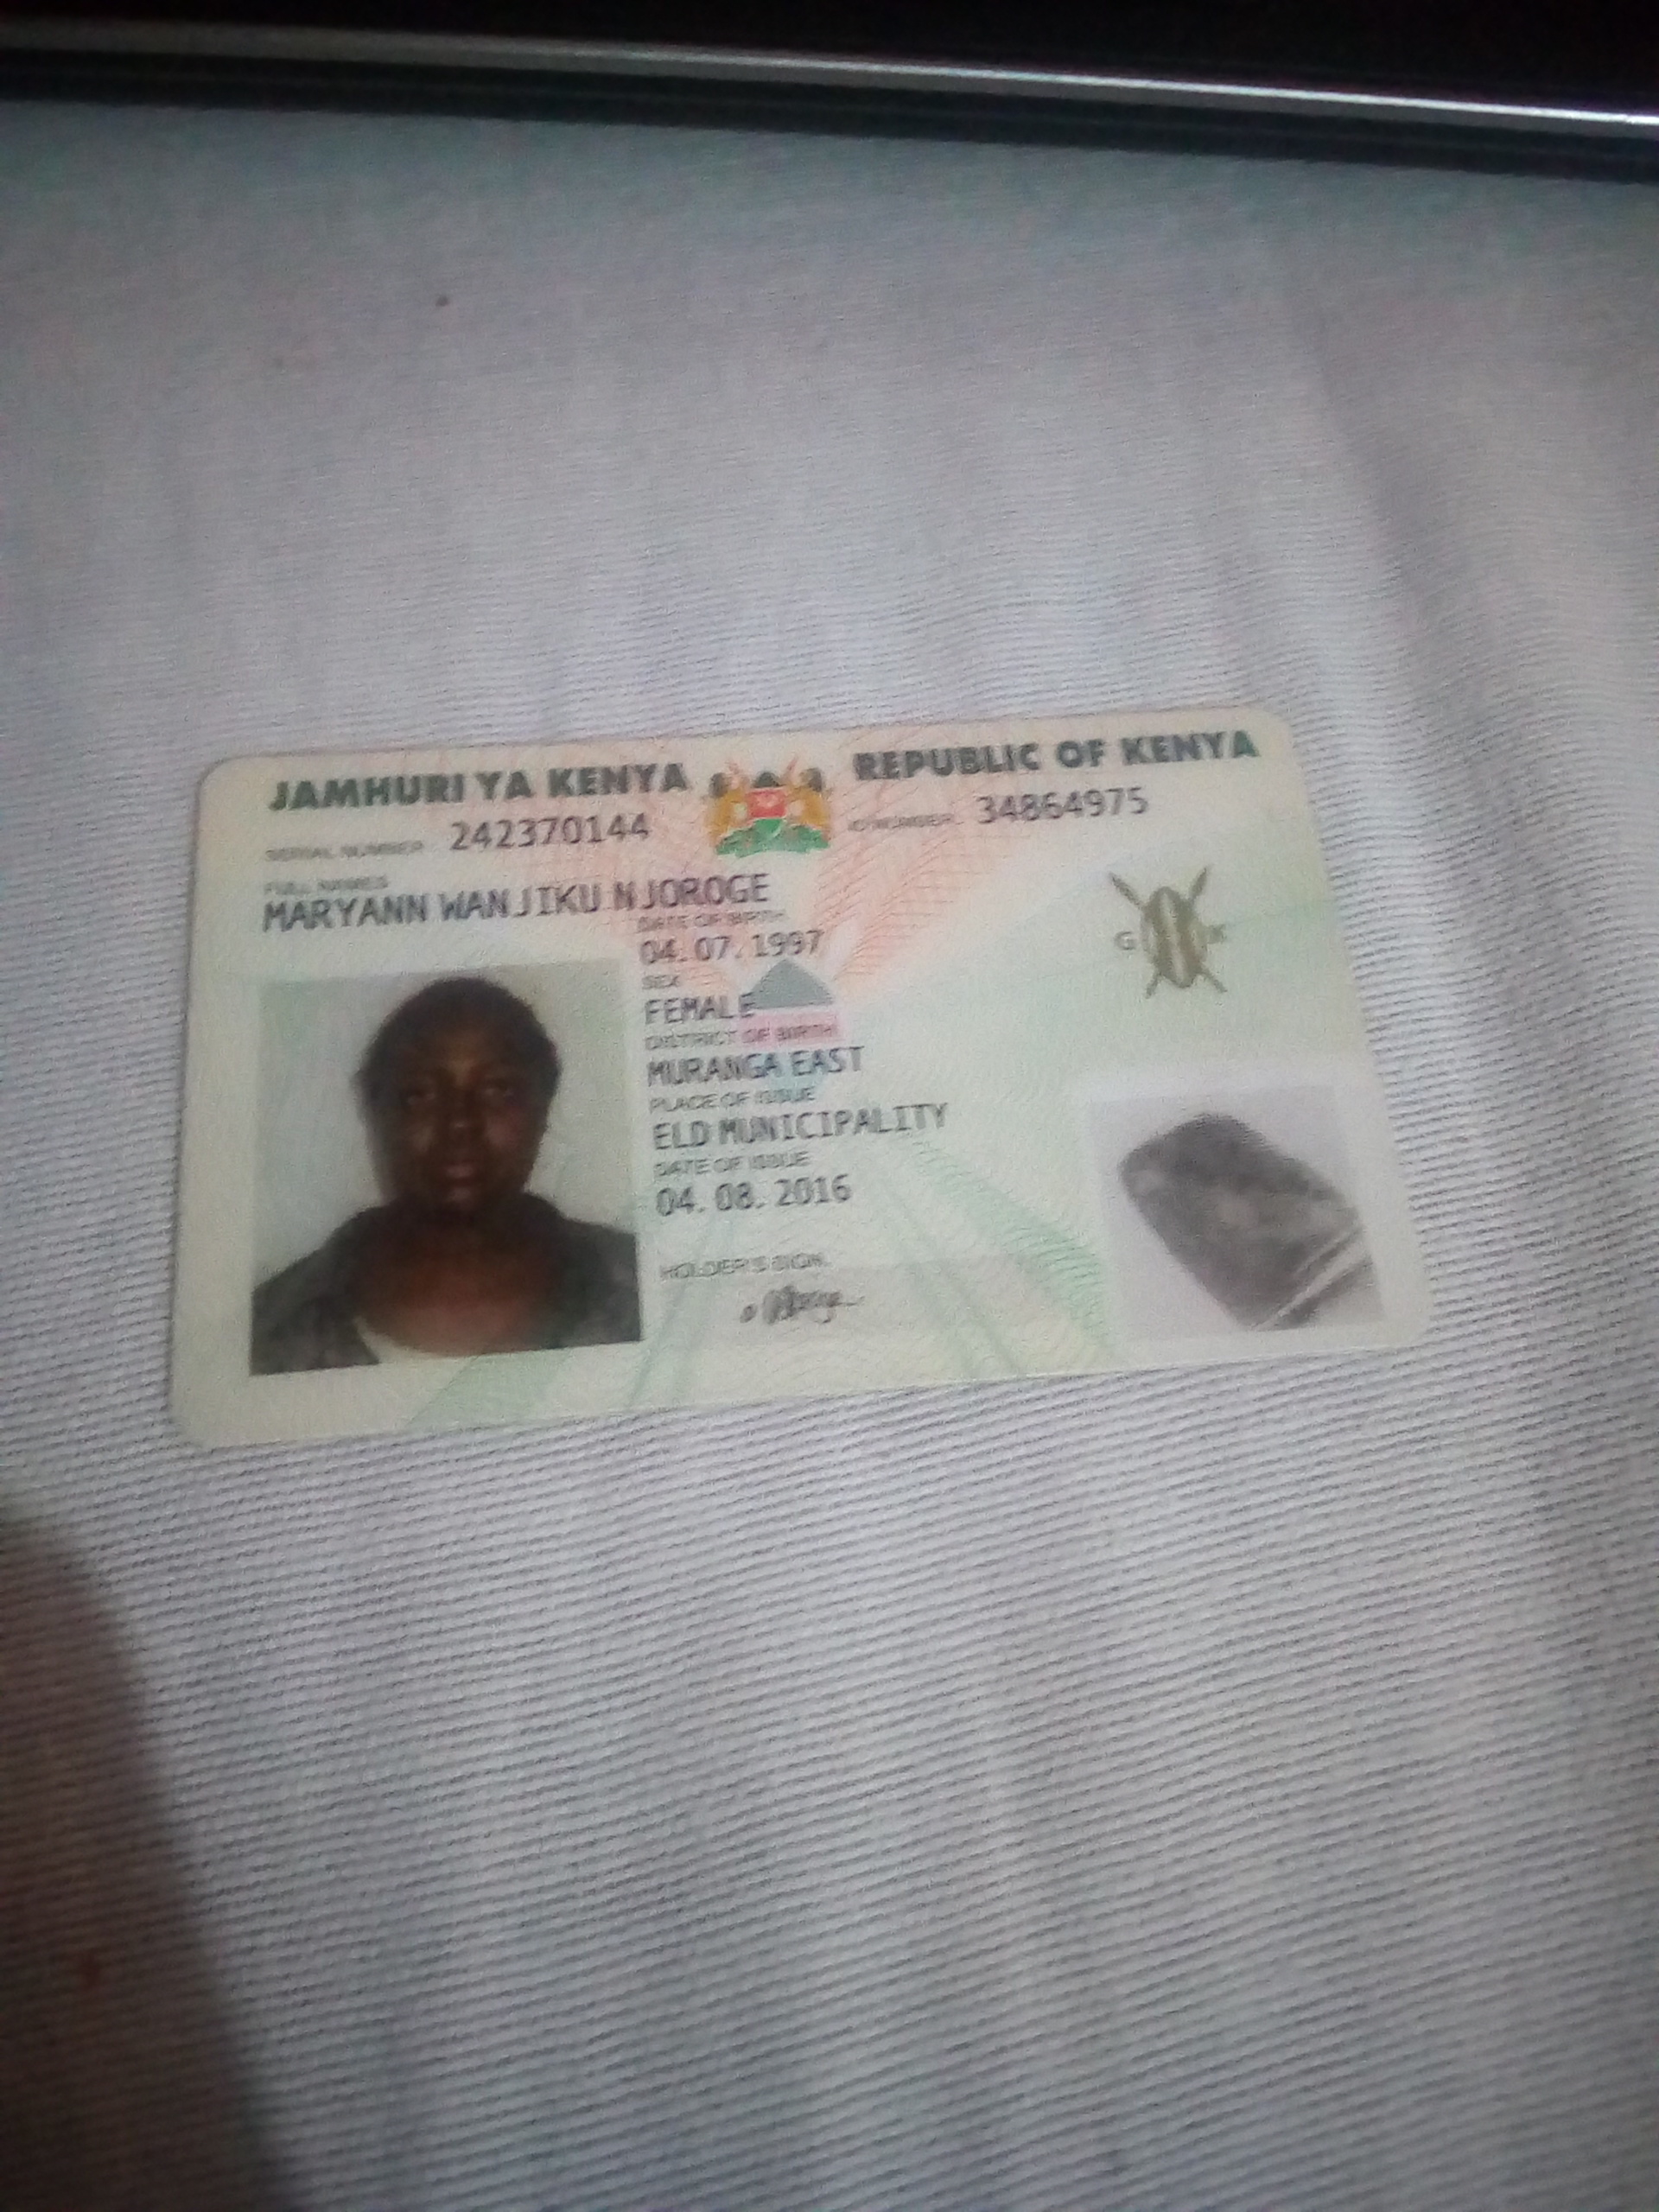 JAMHURI YA KENYA REPUBLIC OF KENYA
SERIAL NUMBER 242370144 ID NUMBER 34864975
FULL NAMES
MARYANN WANJIKU NJOROGE
DATE OF BIRTH
04.07.1997
SEX
FEMALE
G K
DISTRICT OF BIRTH
MURANGA EAST
PLACE OF ISSUE
ELD MUNICIPALITY
DATE OF ISSUE
04.08.2016
HOLDER'S SIGN.